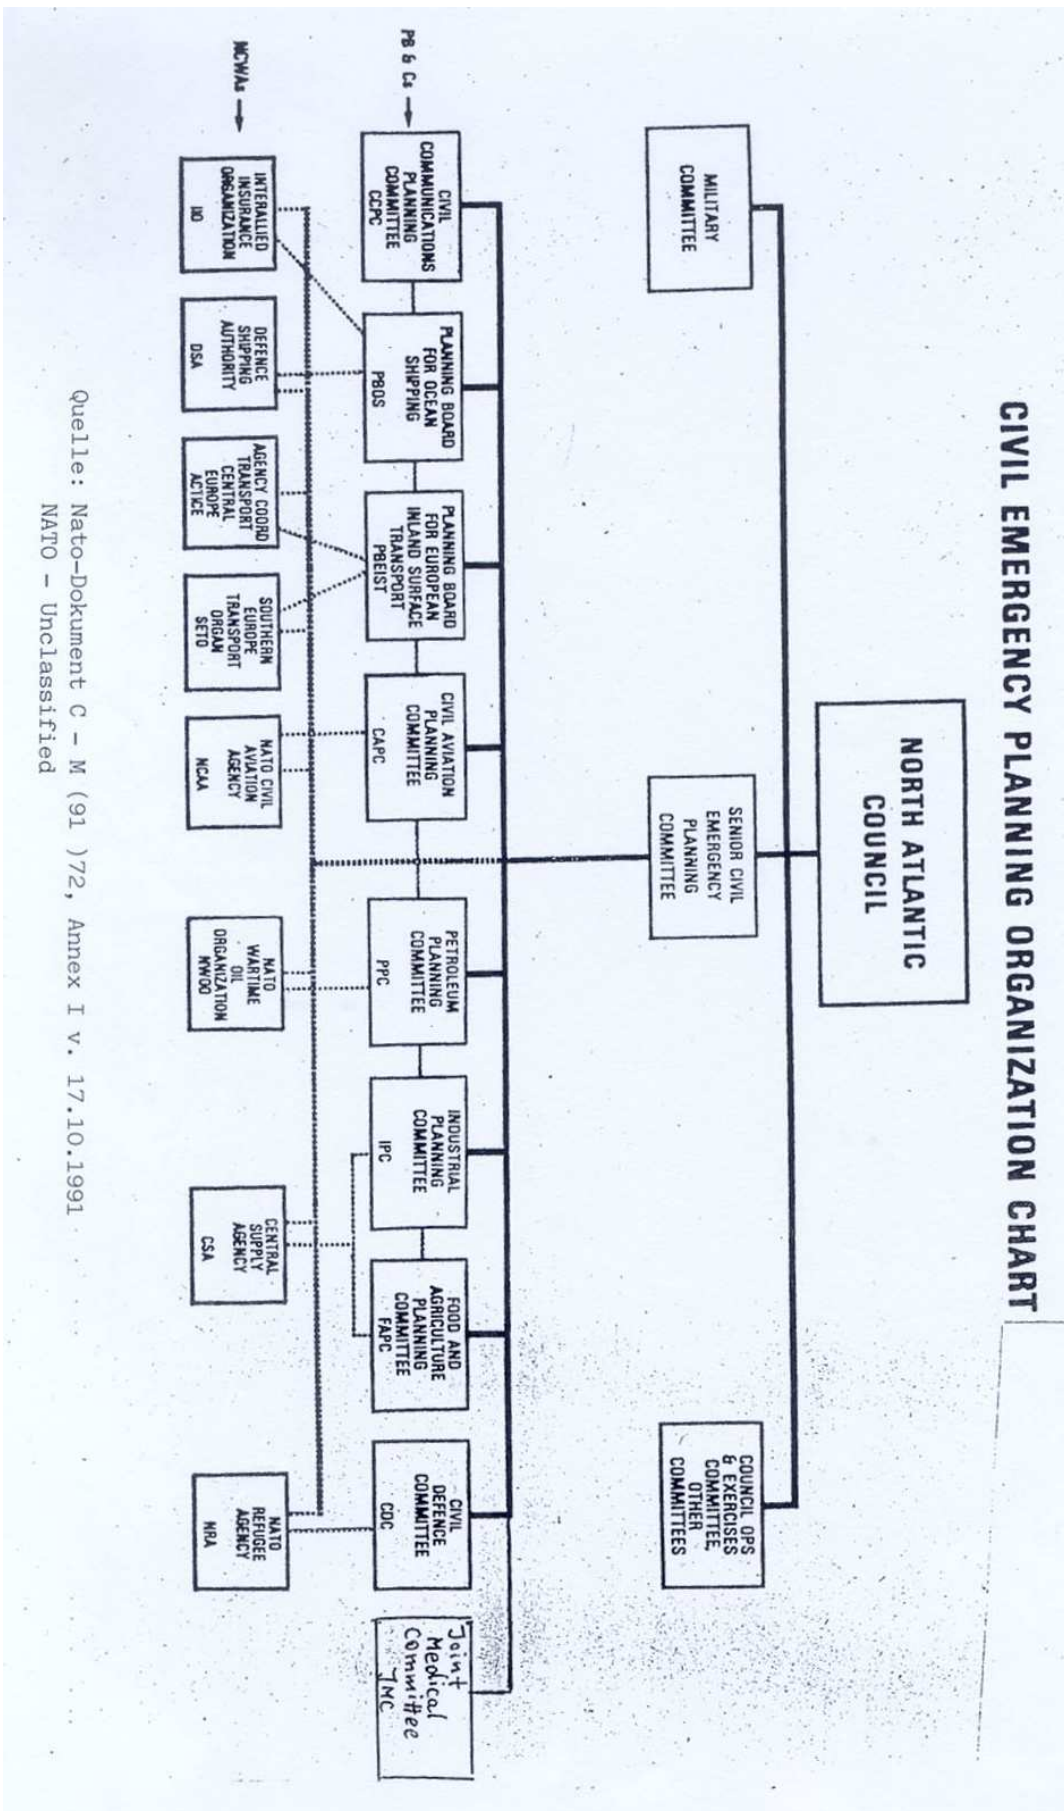 CIVIL EMERGENCY PLANNING ORGANIZATION CHART
NORTH ATLANTIC
COUNCIL
MILITARY
COMMITTEE
SENIOR CIVIL
EMERGENCY
PLANNING
COMMITTEE
COUNCIL OPS
& EXERCISES
COMMITTEE,
OTHER
COMMITTEES
PB & Cs →
CIVIL
COMMUNICATIONS
PLANNING
COMMITTEE
CCPC
PLANNING BOARD
FOR OCEAN
SHIPPING
PBOS
PLANNING BOARD
FOR EUROPEAN
INLAND SURFACE
TRANSPORT
PBEIST
CIVIL AVIATION
PLANNING
COMMITTEE
CAPC
PETROLEUM
PLANNING
COMMITTEE
PPC
INDUSTRIAL
PLANNING
COMMITTEE
IPC
FOOD AND
AGRICULTURE
PLANNING
COMMITTEE
FAPC
CIVIL
DEFENCE
COMMITTEE
CDC
Joint
Medical
Committee
JMC
NCWAs →
INTERALLIED
INSURANCE
ORGANIZATION
IIO
DEFENCE
SHIPPING
AUTHORITY
DSA
AGENCY COORD
TRANSPORT
CENTRAL
EUROPE
ACTICE
SOUTHERN
EUROPE
TRANSPORT
ORGAN
SETO
NATO CIVIL
AVIATION
AGENCY
NCAA
NATO
WARTIME
OIL
ORGANIZATION
NWOO
CENTRAL
SUPPLY
AGENCY
CSA
NATO
REFUGEE
AGENCY
NRA
Quelle: Nato-Dokument C - M (91 )72, Annex I v. 17.10.1991
NATO - Unclassified